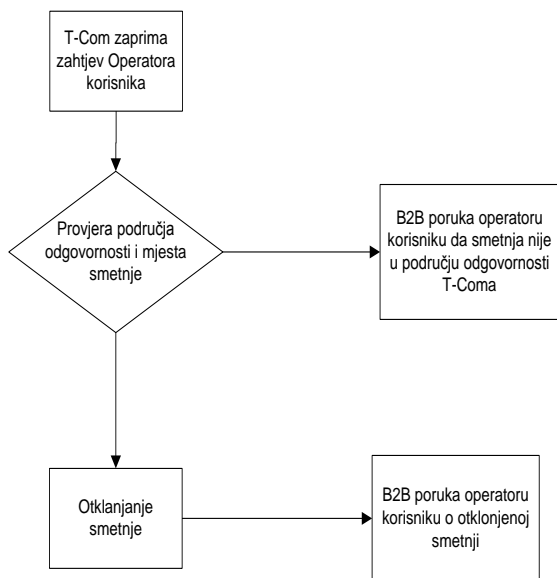 T-Com zaprima
zahtjev Operatora
korisnika
Provjera područja
odgovornosti i mjesta
smetnje
B2B poruka operatoru
korisniku da smetnja nije
u području odgovornosti
T-Coma
Otklanjanje
smetnje
B2B poruka operatoru
korisniku o otklonjenoj
smetnji